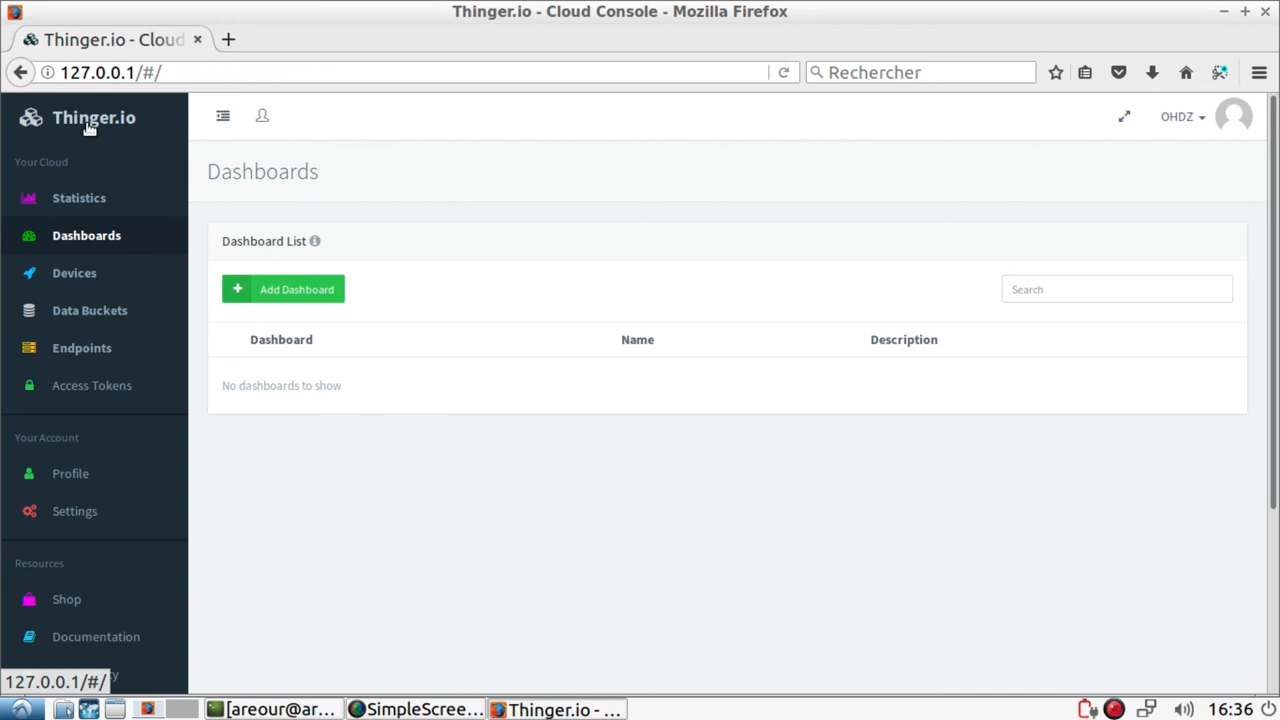 Thinger.io - Cloud Console - Mozilla Firefox
Thinger.io - Cloud
127.0.0.1/#/
Rechercher
Thinger.io
OHDZ
Your Cloud
Statistics
Dashboards
Devices
Data Buckets
Endpoints
Access Tokens
Your Account
Profile
Settings
Resources
Shop
Documentation
Dashboards
Dashboard List
Add Dashboard
Search
Dashboard Name Description
No dashboards to show
127.0.0.1/#/
[areour@ar...
SimpleScree...
Thinger.io - ...
16:36